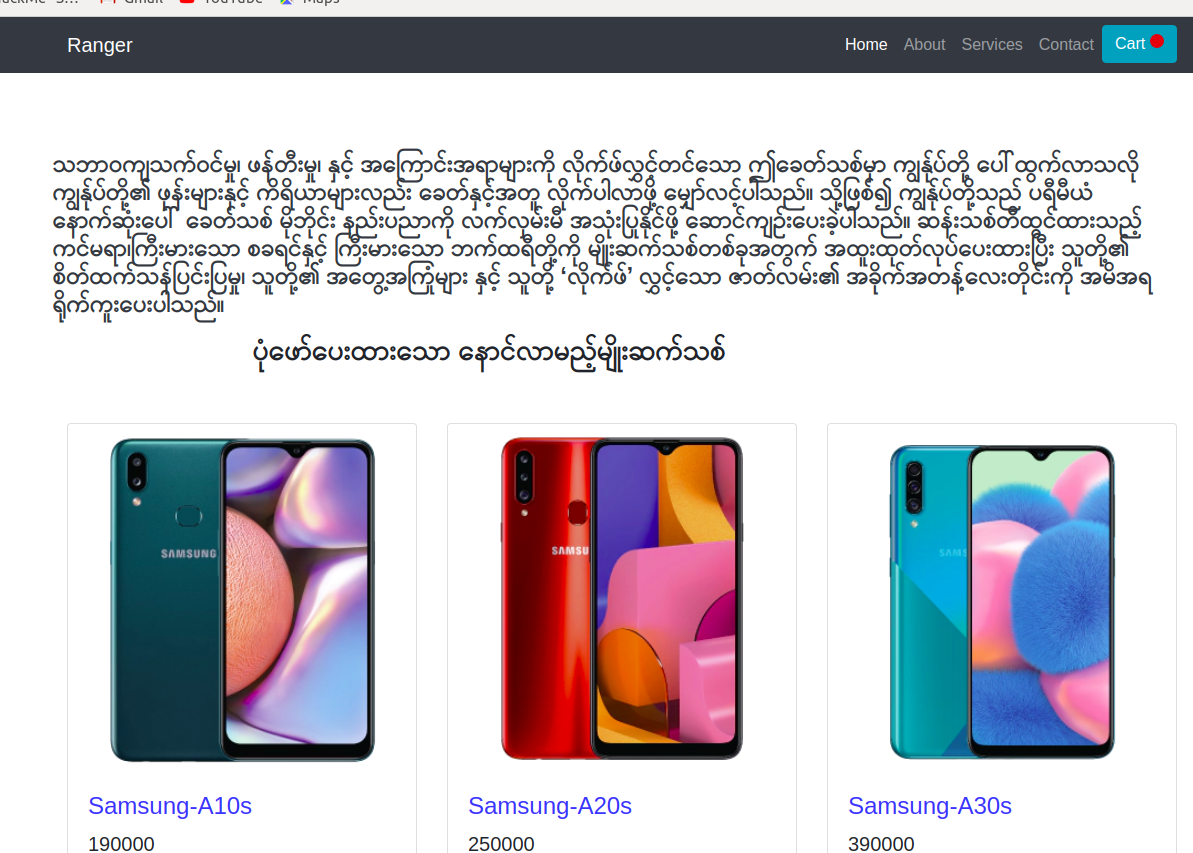 Gmail YouTube Maps
Ranger Home About Services Contact Cart
သဘာဝကျသက်ဝင်မှု၊ ဖန်တီးမှု၊ နှင့် အကြောင်းအရာများကို လိုက်ဖ်လွှင့်တင်သော ဤခေတ်သစ်မှာ ကျွန်ုပ်တို့ ပေါ်ထွက်လာသလို
ကျွန်ုပ်တို့၏ ဖုန်းများနှင့် ကိရိယာများလည်း ခေတ်နှင့်အတူ လိုက်ပါလာဖို့ မျှော်လင့်ပါသည်။ သို့ဖြစ်၍ ကျွန်ုပ်တို့သည် ပရီမီယံ
နောက်ဆုံးပေါ် ခေတ်သစ် မိုဘိုင်း နည်းပညာကို လက်လှမ်းမီ အသုံးပြုနိုင်ဖို့ ဆောင်ကျဉ်းပေးခဲ့ပါသည်။ ဆန်းသစ်တီထွင်ထားသည့်
ကင်မရာ၊ကြီးမားသော စခရင်နှင့် ကြီးမားသော ဘက်ထရီတို့ကို မျိုးဆက်သစ်တစ်ခုအတွက် အထူးထုတ်လုပ်ပေးထားပြီး သူတို့၏
စိတ်ထက်သန်ပြင်းပြမှု၊ သူတို့၏ အတွေ့အကြုံများ နှင့် သူတို့ ‘လိုက်ဖ်’ လွှင့်သော ဇာတ်လမ်း၏ အခိုက်အတန့်လေးတိုင်းကို အမိအရ
ရိုက်ကူးပေးပါသည်။
ပုံဖော်ပေးထားသော နောင်လာမည့်မျိုးဆက်သစ်
SAMSUNG
SAMSU
SAMS
Samsung-A10s Samsung-A20s Samsung-A30s
190000 250000 390000